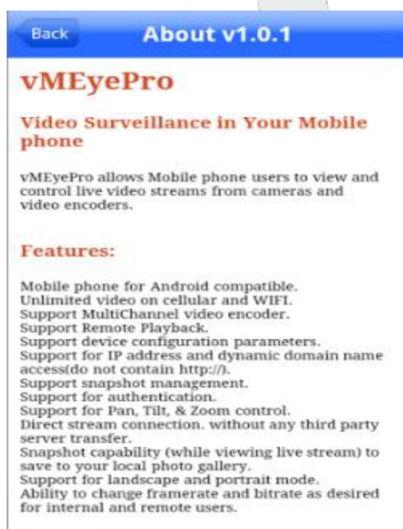 Back
About v1.0.1
vMEyePro
Video Surveillance in Your Mobile
phone
vMEyePro allows Mobile phone users to view and
control live video streams from cameras and
video encoders.
Features:
Mobile phone for Android compatible.
Unlimited video on cellular and WIFI.
Support MultiChannel video encoder.
Support Remote Playback.
Support device configuration parameters.
Support for IP address and dynamic domain name
access(do not contain http://).
Support snapshot management.
Support for authentication.
Support for Pan, Tilt, & Zoom control.
Direct stream connection. without any third party
server transfer.
Snapshot capability (while viewing live stream) to
save to your local photo gallery.
Support for landscape and portrait mode.
Ability to change framerate and bitrate as desired
for internal and remote users.